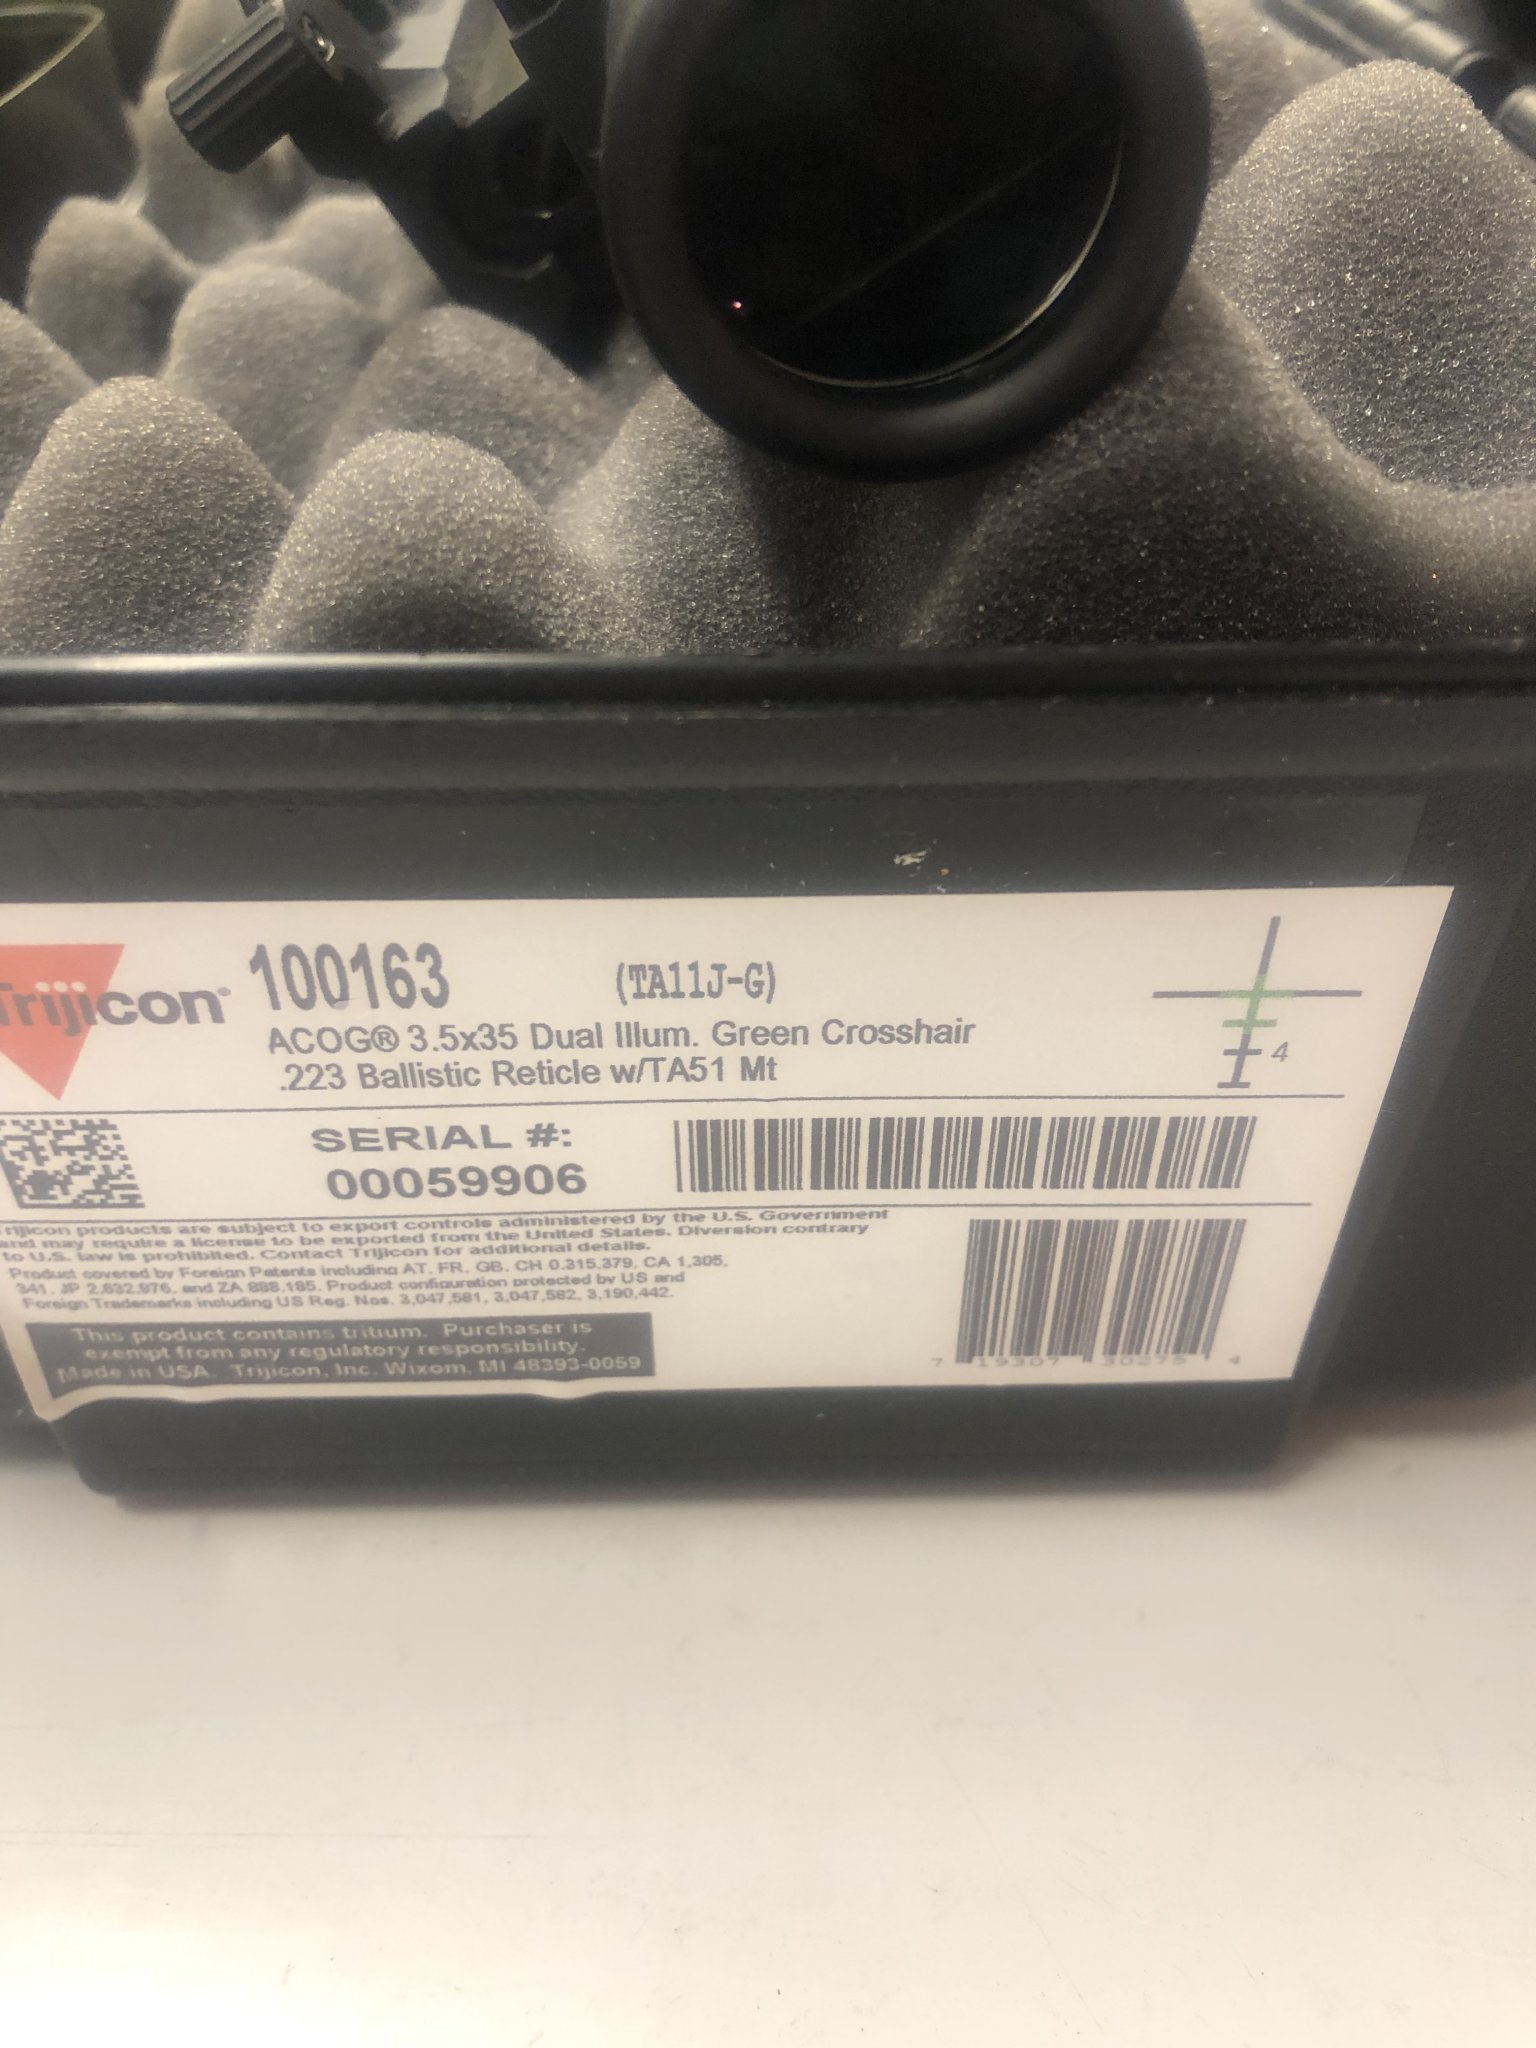 Trijicon® 100163 (TA11J-G)
ACOG® 3.5x35 Dual Illum. Green Crosshair
.223 Ballistic Reticle w/TA51 Mt
4
SERIAL #:
00059906
Trijicon products are subject to export controls administered by the U.S. Government
and may require a license to be exported from the United States. Diversion contrary
to U.S. law is prohibited. Contact Trijicon for additional details.
Product covered by Foreign Patents including AT, FR, GB, CH 0,315,379, CA 1,305,
341, JP 2,632,976, and ZA 888,185. Product configuration protected by US and
Foreign Trademarks including US Reg. Nos. 3,047,581, 3,047,582, 3,190,442.
This product contains tritium. Purchaser is
exempt from any regulatory responsibility.
Made in USA. Trijicon, Inc. Wixom, MI 48393-0059
7 19307 30275 4